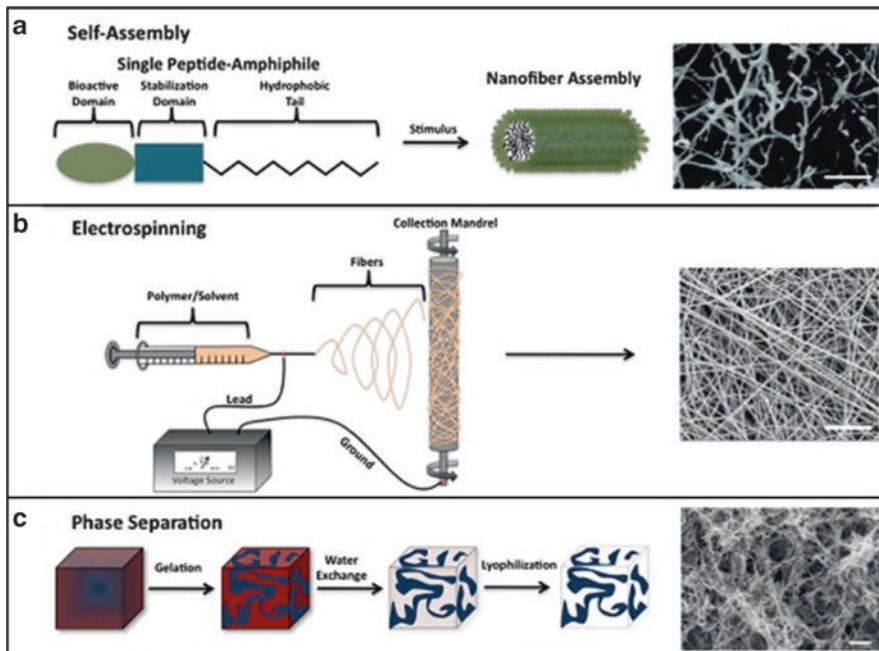 a
Self-Assembly
Single Peptide-Amphiphile
Bioactive Domain
Stabilization Domain
Hydrophobic Tail
Stimulus
Nanofiber Assembly
b
Electrospinning
Collection Mandrel
Fibers
Polymer/Solvent
Lead
Ground
Voltage Source
c
Phase Separation
Gelation
Water Exchange
Lyophilization